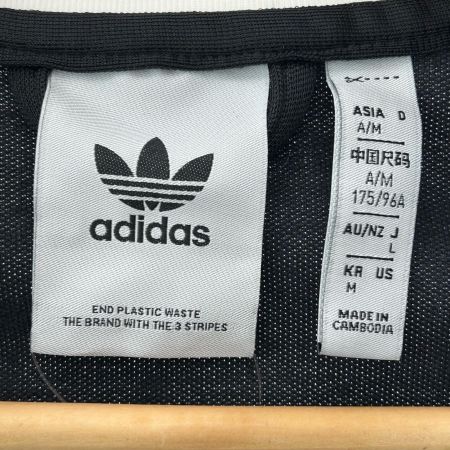 adidas
END PLASTIC WASTE
THE BRAND WITH THE 3 STRIPES
ASIA D
A/M
中国尺码
A/M
175/96A
AU/NZ J
L
KR US
M
MADE IN
CAMBODIA